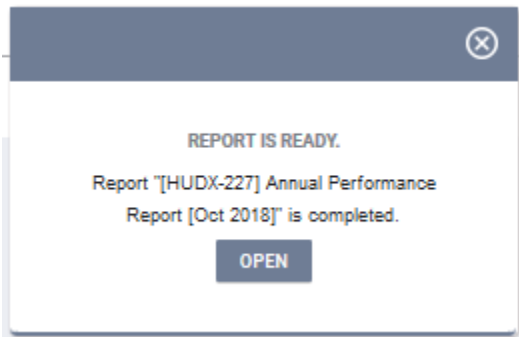 REPORT IS READY.
Report "[HUDX-227] Annual Performance
Report [Oct 2018]" is completed.
OPEN